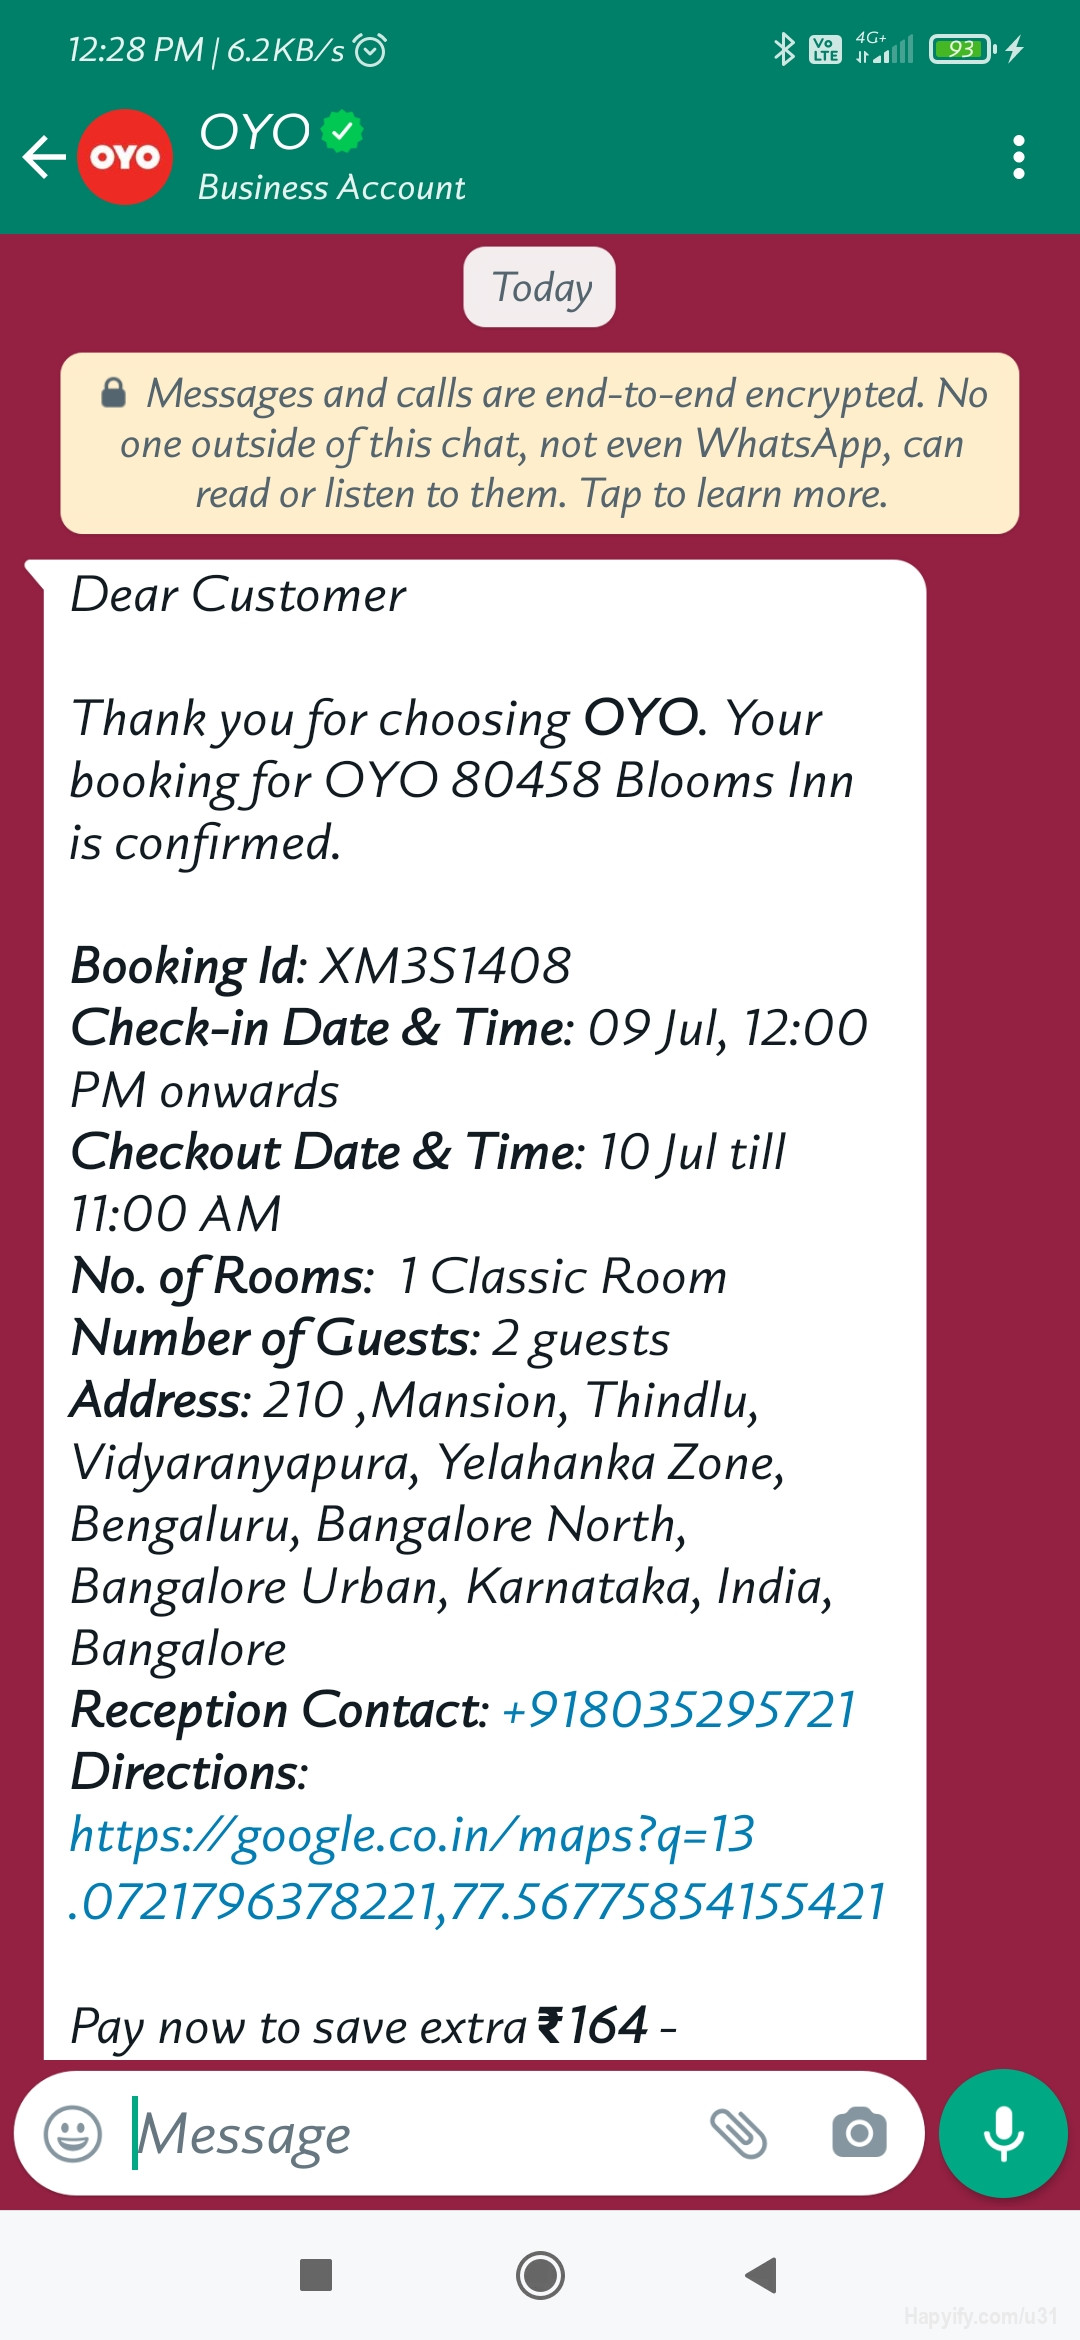 12:28 PM | 6.2KB/s
Vo LTE 4G+ 93
OYO OYO
Business Account
Today
Messages and calls are end-to-end encrypted. No
one outside of this chat, not even WhatsApp, can
read or listen to them. Tap to learn more.
Dear Customer
Thank you for choosing OYO. Your
booking for OYO 80458 Blooms Inn
is confirmed.
Booking Id: XM3S1408
Check-in Date & Time: 09 Jul, 12:00
PM onwards
Checkout Date & Time: 10 Jul till
11:00 AM
No. of Rooms:  1 Classic Room
Number of Guests: 2 guests
Address: 210 ,Mansion, Thindlu,
Vidyaranyapura, Yelahanka Zone,
Bengaluru, Bangalore North,
Bangalore Urban, Karnataka, India,
Bangalore
Reception Contact: +918035295721
Directions:
https://google.co.in/maps?q=13
.0721796378221,77.56775854155421
Pay now to save extra ₹164 -
Message
Hapyify.com/u31